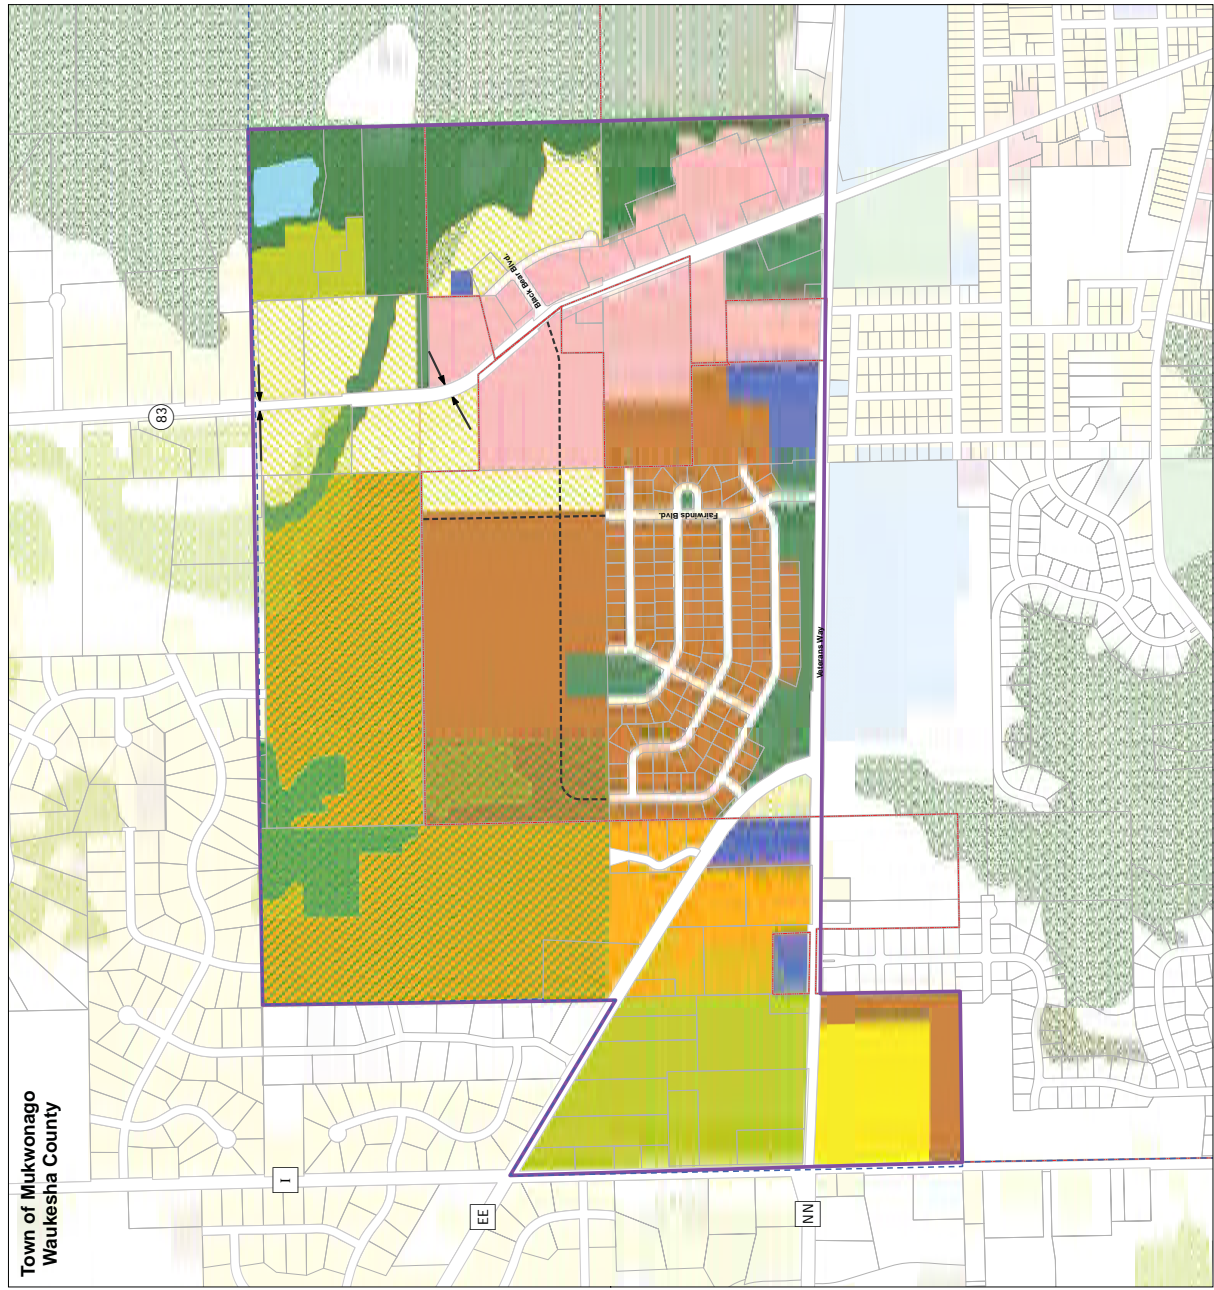 83
Black Bear Blvd.
Fairwinds Blvd.
Veterans Way
Town of Mukwonago
Waukesha County
I
EE
NN